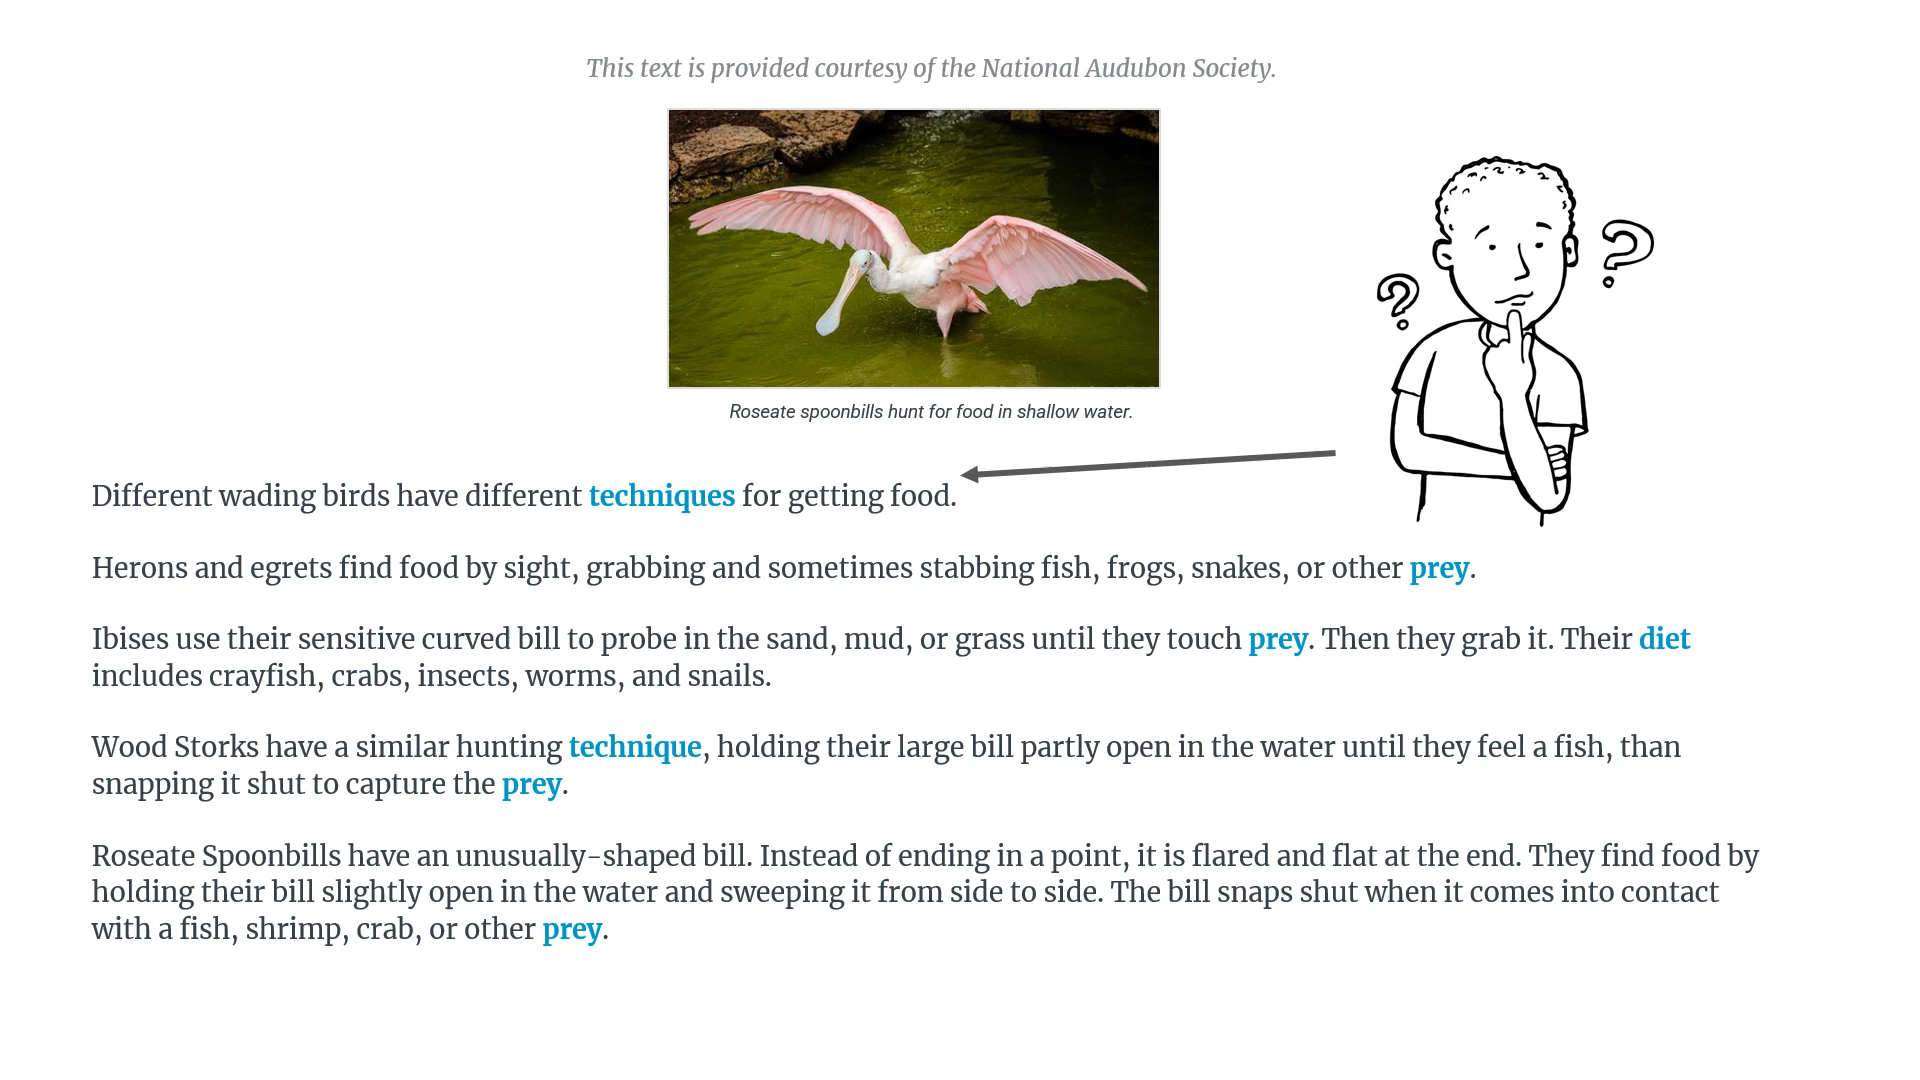 This text is provided courtesy of the National Audubon Society.
Roseate spoonbills hunt for food in shallow water.
? ?
Different wading birds have different techniques for getting food.
Herons and egrets find food by sight, grabbing and sometimes stabbing fish, frogs, snakes, or other prey.
Ibises use their sensitive curved bill to probe in the sand, mud, or grass until they touch prey. Then they grab it. Their diet
includes crayfish, crabs, insects, worms, and snails.
Wood Storks have a similar hunting technique, holding their large bill partly open in the water until they feel a fish, than
snapping it shut to capture the prey.
Roseate Spoonbills have an unusually-shaped bill. Instead of ending in a point, it is flared and flat at the end. They find food by
holding their bill slightly open in the water and sweeping it from side to side. The bill snaps shut when it comes into contact
with a fish, shrimp, crab, or other prey.